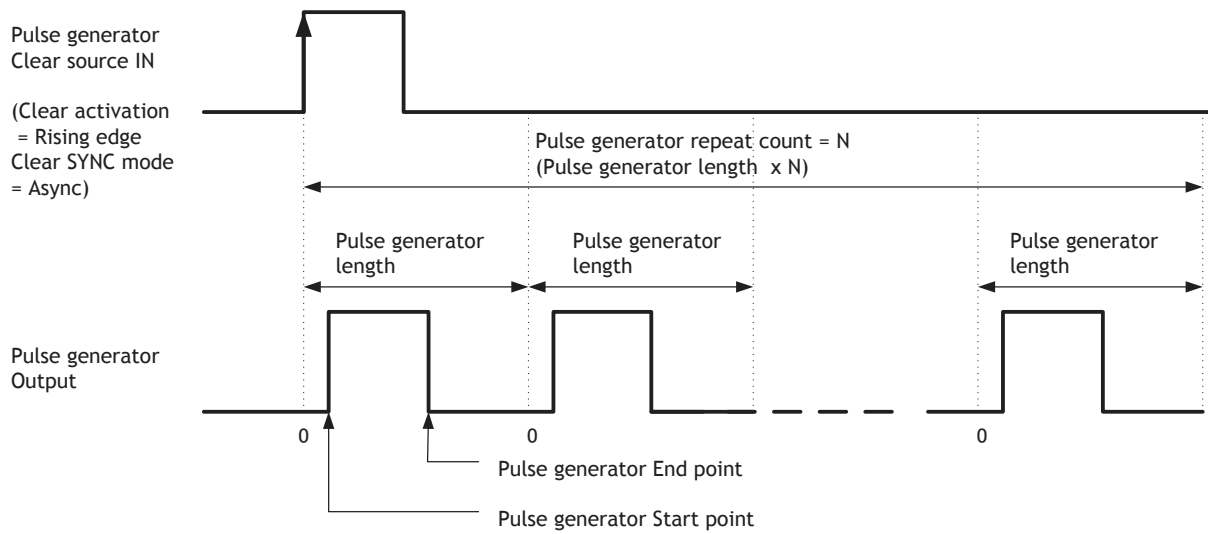 Pulse generator
Clear source IN
(Clear activation
= Rising edge
Clear SYNC mode
= Async)
Pulse generator repeat count = N
(Pulse generator length x N)
Pulse generator
length
Pulse generator
length
Pulse generator
length
Pulse generator
Output
0
0
0
Pulse generator End point
Pulse generator Start point